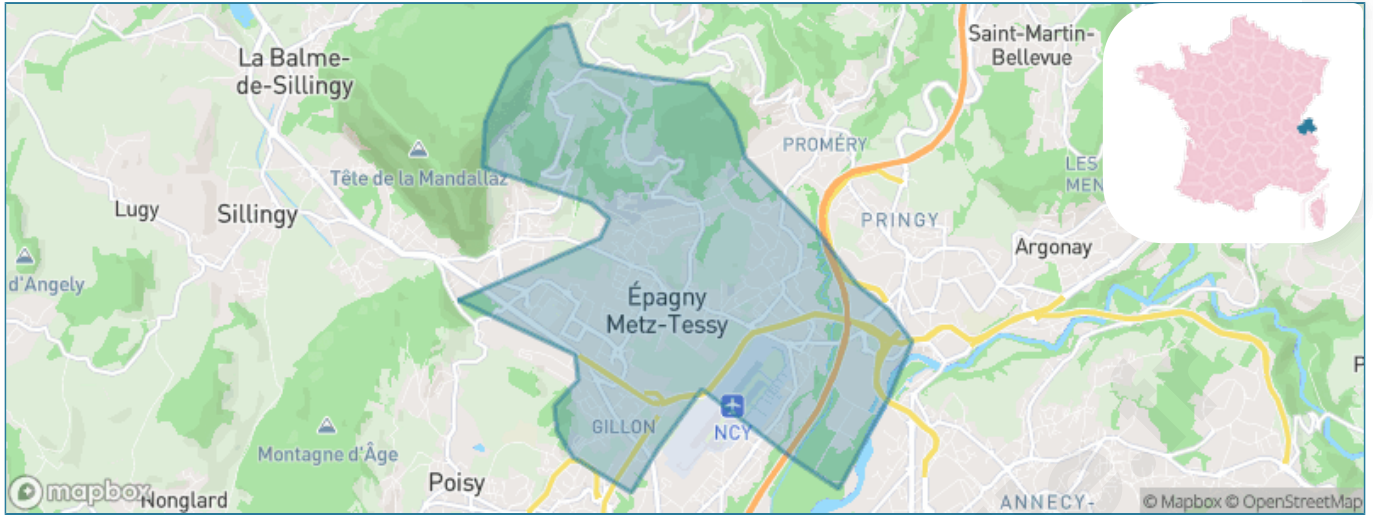 Saint-Martin-
Bellevue
La Balme-
de-Sillingy
PROMÉRY
LES
MEN
Tête de la Mandallaz
Lugy
Sillingy
PRINGY
Argonay
d'Angely
Épagny
Metz-Tessy
P
NCY
GILLON
Montagne d'Âge
Poisy
mapbox
Nonglard
ANNECY-
© Mapbox © OpenStreetMap